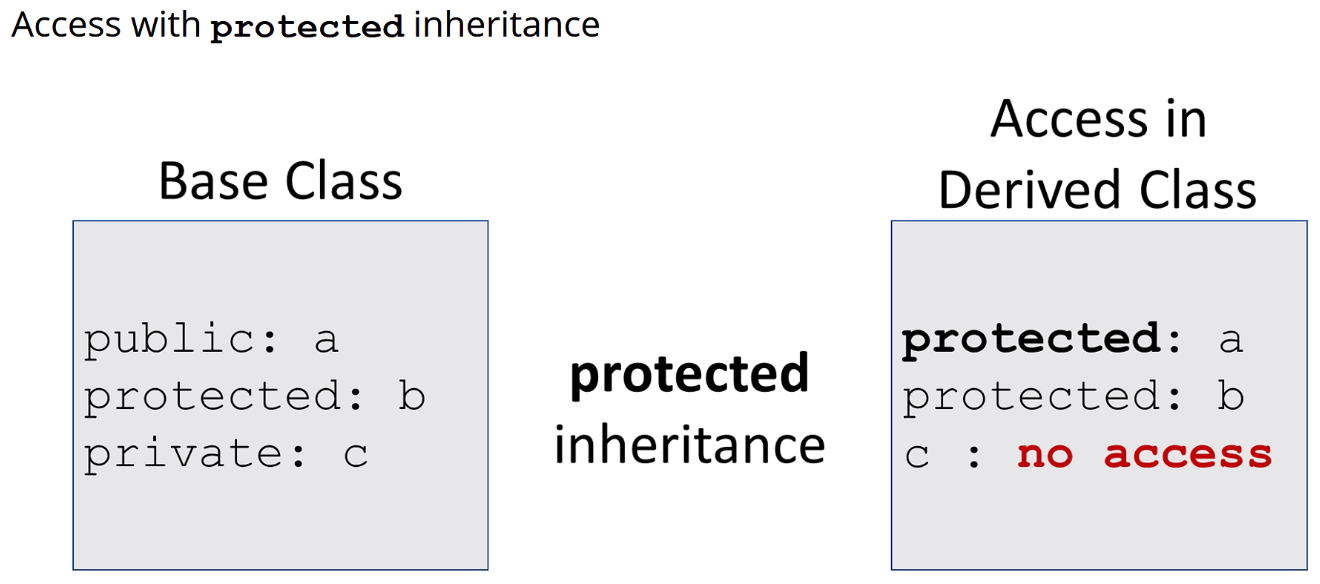 Access with protected inheritance
Base Class
public: a
protected: b
private: c
protected
inheritance
Access in
Derived Class
protected: a
protected: b
c : no access